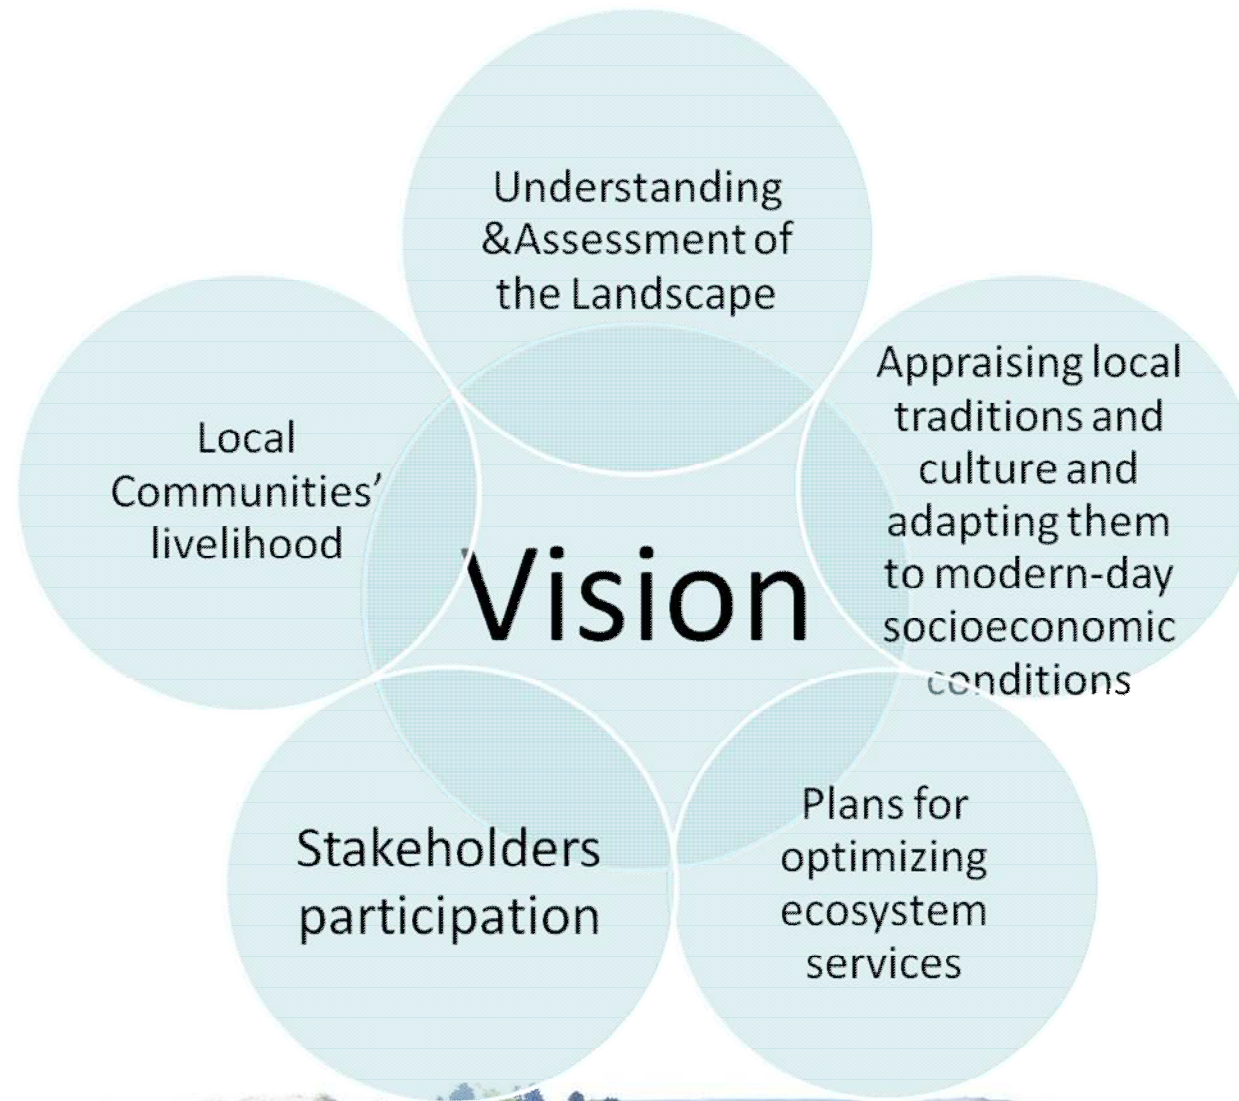 Understanding
&Assessment of
the Landscape
Appraising local
traditions and
culture and
adapting them
to modern-day
socioeconomic
conditions
Plans for
optimizing
ecosystem
services
Stakeholders
participation
Local
Communities’
livelihood
Vision